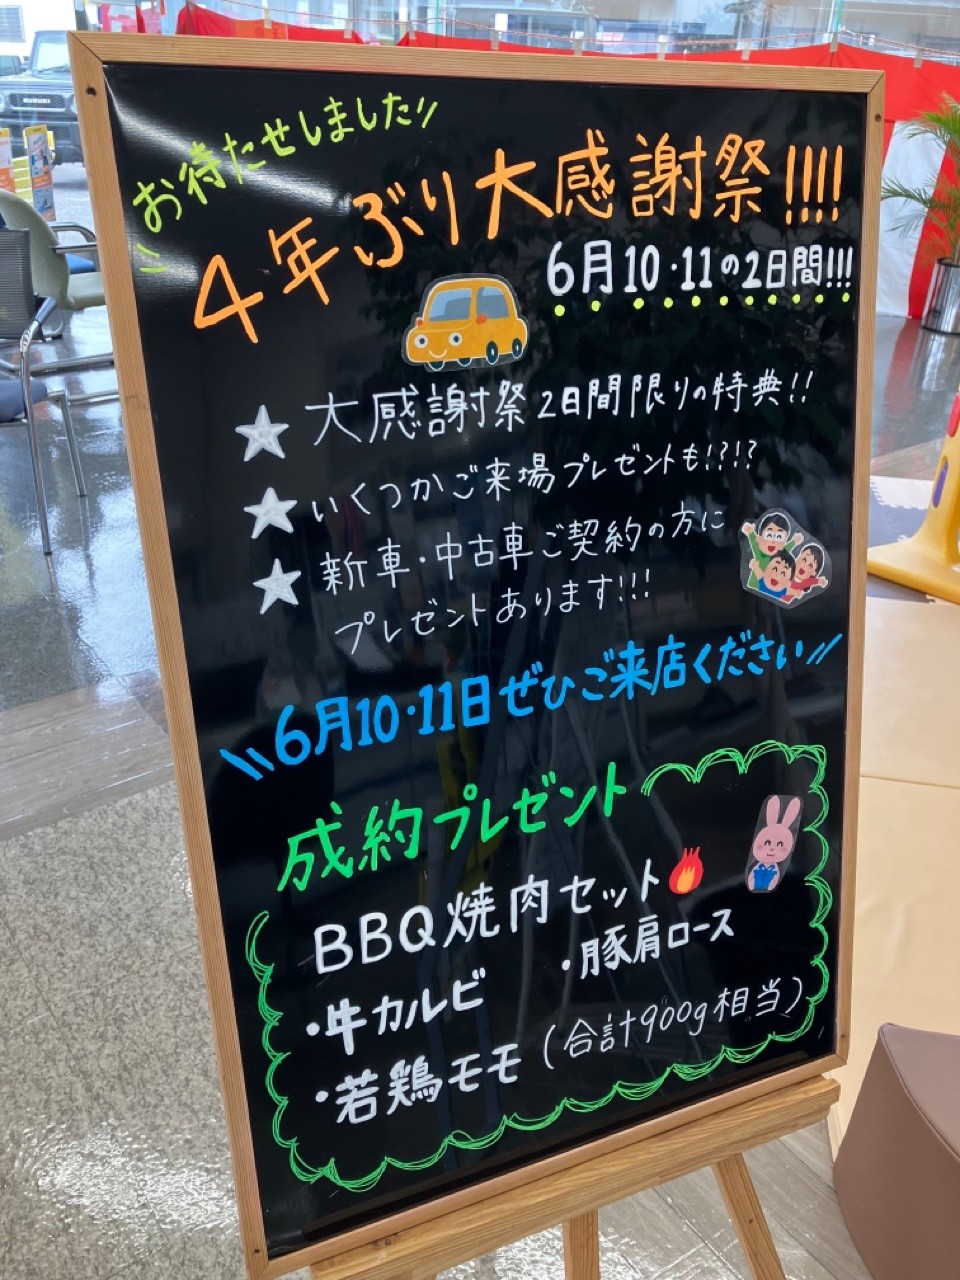 SUZUKI
お待たせしました!!
4年ぶり大感謝祭!!!!
6月10・11の2日間!!!
★ 大感謝祭2日間限りの特典!!
★ いくつかご来場プレゼントも!?!?
★ 新車・中古車ご契約の方に
プレゼントあります!!!
\\6月10・11日ぜひご来店ください//
成約プレゼント
BBQ焼肉セット
・牛カルビ ・豚肩ロース
・若鶏モモ (合計900g相当)